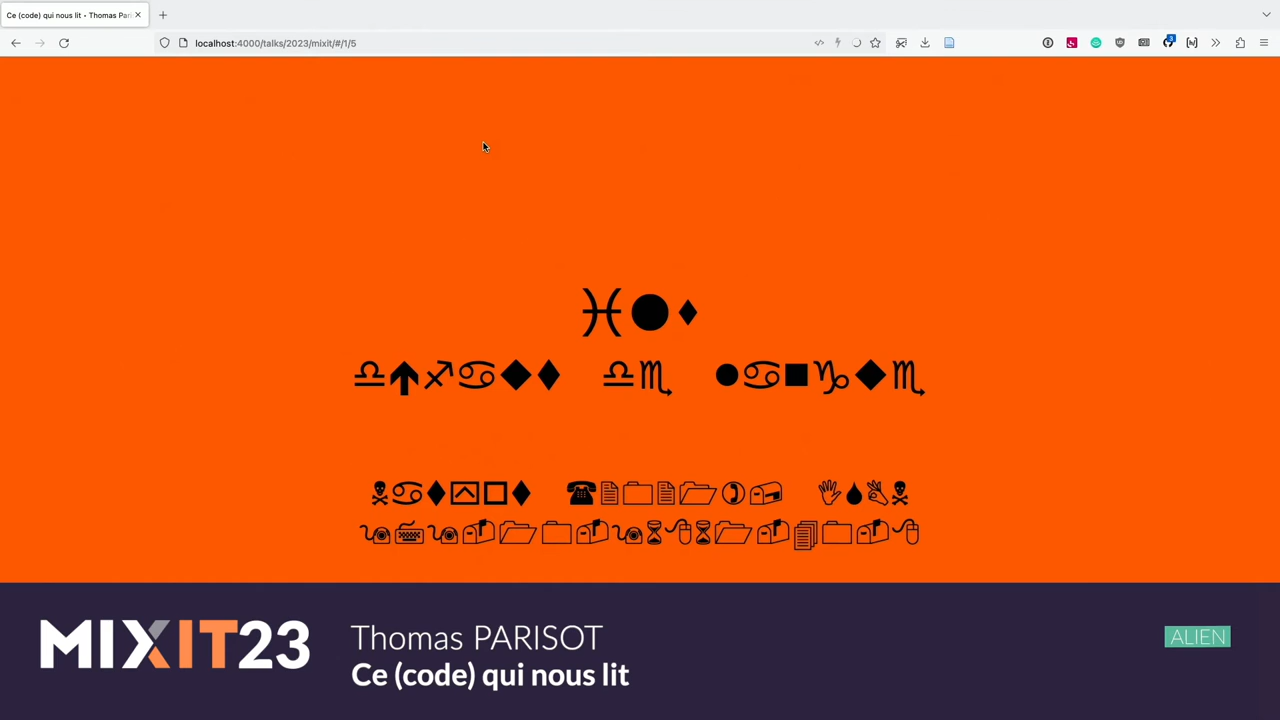 Ce (code) qui nous lit • Thomas Par
localhost:4000/talks/2023/mixit/#/1/5
♓●⬧
♎⬆♐♋◆⧫ ♎♏ ●♋■♑◆♏
☠♋⧫⍓□⧫ ☎🗎🗀🗎🗁✆📪 ✋💧👌☠
🖲🖮🖲📫🗁🗀📫🖲⌛🖰⌛🗁📫🗐🗀📫🖰
MIXIT23
Thomas PARISOT
Ce (code) qui nous lit
ALIEN